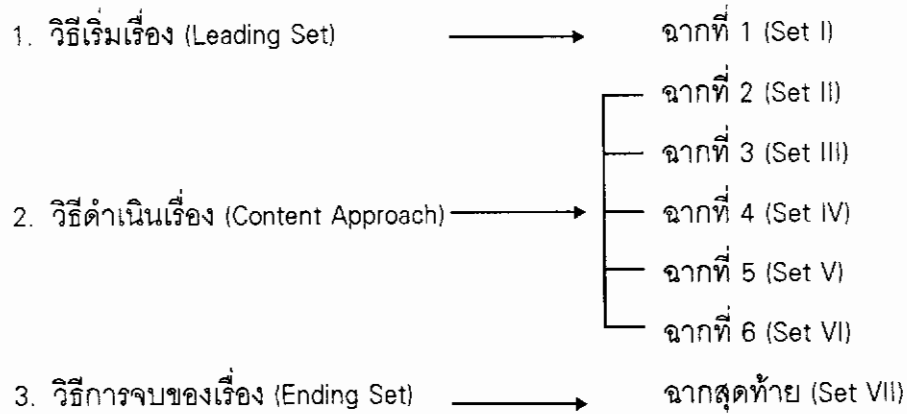 1. วิธีเริ่มเรื่อง (Leading Set) ฉากที่ 1 (Set I)
ฉากที่ 2 (Set II)
ฉากที่ 3 (Set III)
2. วิธีดำเนินเรื่อง (Content Approach) ฉากที่ 4 (Set IV)
ฉากที่ 5 (Set V)
ฉากที่ 6 (Set VI)
3. วิธีการจบของเรื่อง (Ending Set) ฉากสุดท้าย (Set VII)